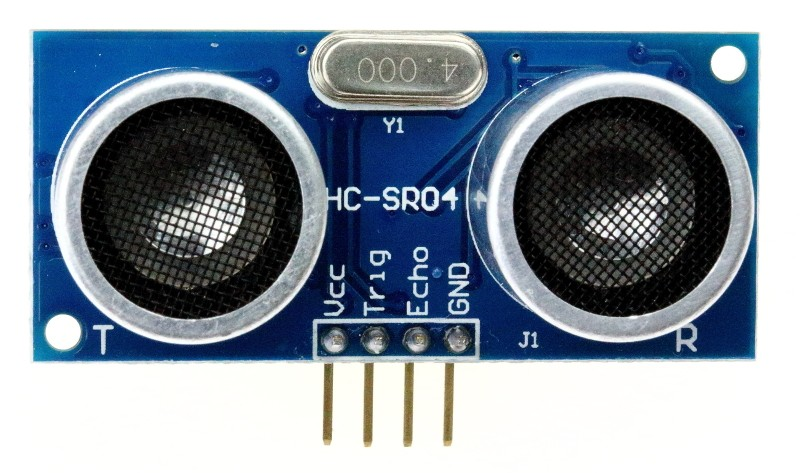 4.000
Y1
HC-SR04
Vcc
Trig
Echo
GND
T
J1
R